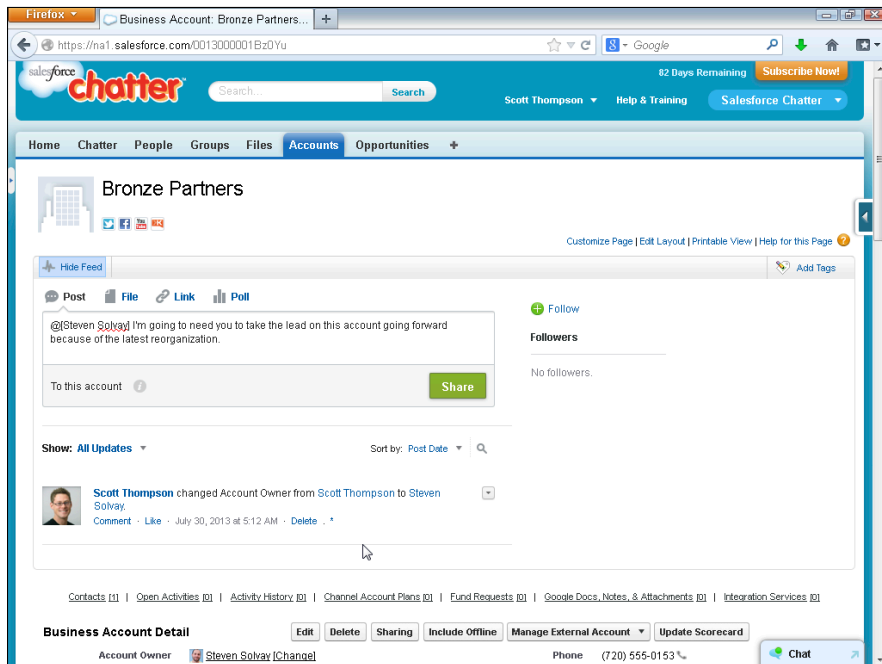 Firefox
Business Account: Bronze Partners... +
https://na1.salesforce.com/0013000001Bz0Yu
Google
82 Days Remaining Subscribe Now!
salesforce
chatter
Search... Search
Scott Thompson Help & Training Salesforce Chatter
Home Chatter People Groups Files Accounts Opportunities +
Bronze Partners
Customize Page | Edit Layout | Printable View | Help for this Page ?
Hide Feed
Add Tags
Post File Link Poll
Follow
@[Steven Solvay] I'm going to need you to take the lead on this account going forward
because of the latest reorganization.
Followers
No followers.
To this account i Share
Show: All Updates Sort by: Post Date
Scott Thompson changed Account Owner from Scott Thompson to Steven
Solvay.
Comment · Like · July 30, 2013 at 5:12 AM · Delete . *
Contacts [1] | Open Activities [0] | Activity History [0] | Channel Account Plans [0] | Fund Requests [0] | Google Docs, Notes, & Attachments [0] | Integration Services [0]
Business Account Detail Edit Delete Sharing Include Offline Manage External Account Update Scorecard
Account Owner Steven Solvay [Change] Phone (720) 555-0153
Chat